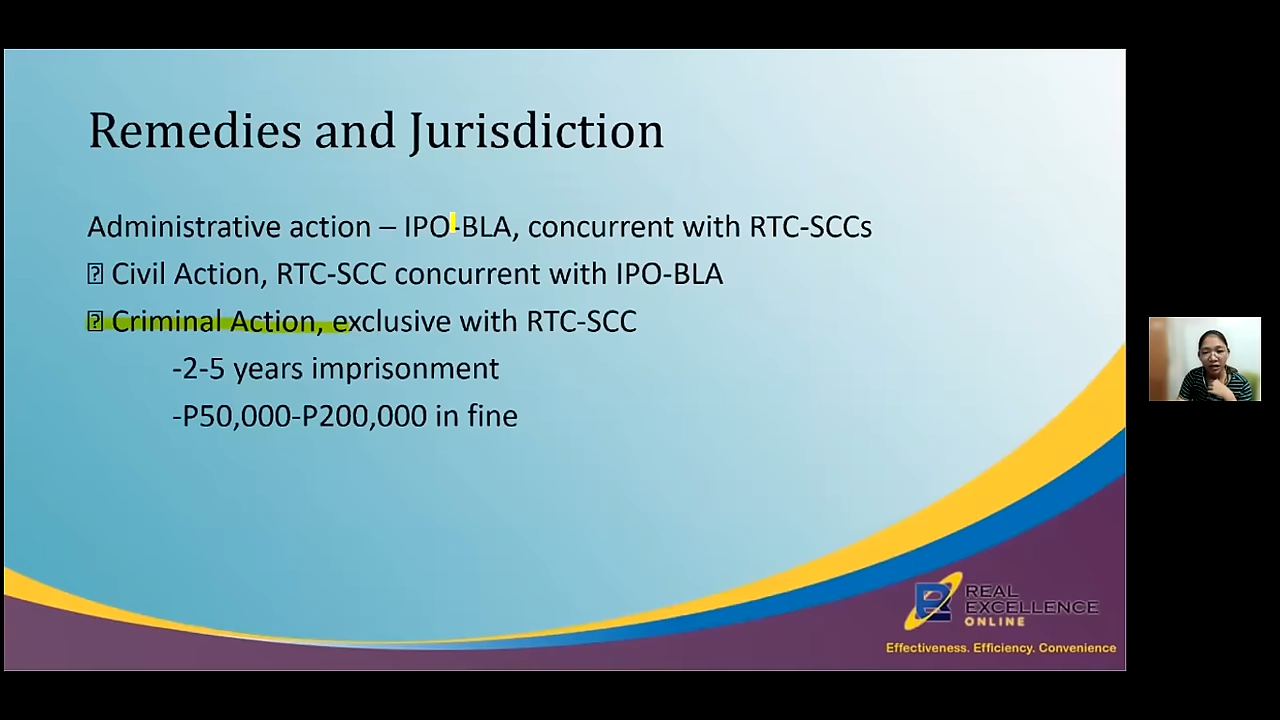 Remedies and Jurisdiction
Administrative action – IPO-BLA, concurrent with RTC-SCCs
⍰ Civil Action, RTC-SCC concurrent with IPO-BLA
⍰ Criminal Action, exclusive with RTC-SCC
-2-5 years imprisonment
-P50,000-P200,000 in fine
REAL
EXCELLENCE
ONLINE
Effectiveness. Efficiency. Convenience